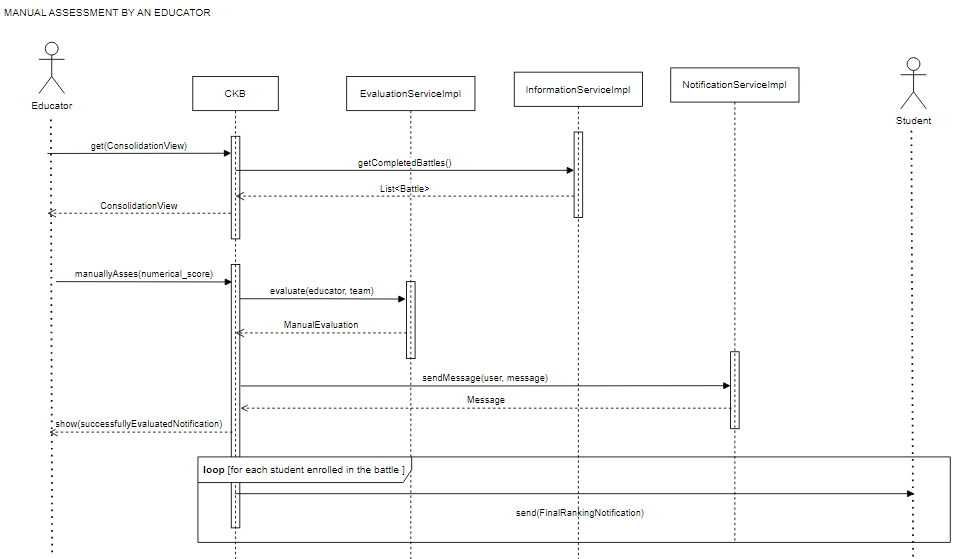 MANUAL ASSESSMENT BY AN EDUCATOR
Educator
CKB
EvaluationServiceImpl
InformationServiceImpl
NotificationServiceImpl
Student
get(ConsolidationView)
getCompletedBattles()
List<Battle>
ConsolidationView
manuallyAsses(numerical_score)
evaluate(educator, team)
ManualEvaluation
sendMessage(user, message)
Message
show(successfullyEvaluatedNotification)
loop [for each student enrolled in the battle ]
send(FinalRankingNotification)